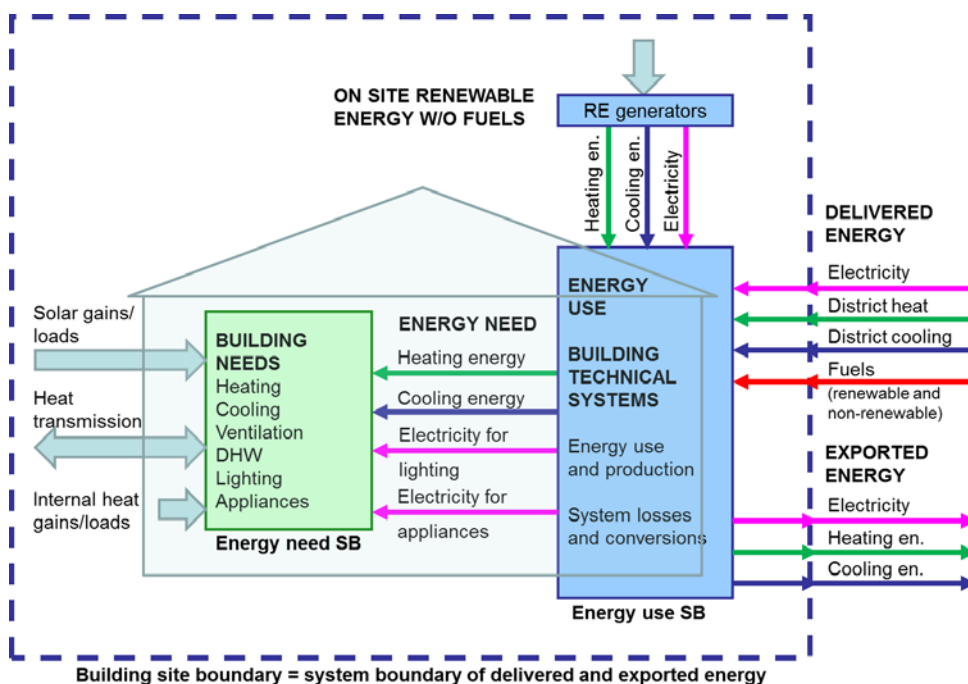 ON SITE RENEWABLE
ENERGY W/O FUELS
RE generators
Heating en.
Cooling en.
Electricity
DELIVERED
ENERGY
Electricity
District heat
District cooling
Fuels
(renewable and
non-renewable)
EXPORTED
ENERGY
Electricity
Heating en.
Cooling en.
Solar gains/
loads
Heat
transmission
Internal heat
gains/loads
BUILDING
NEEDS
Heating
Cooling
Ventilation
DHW
Lighting
Appliances
Energy need SB
ENERGY NEED
Heating energy
Cooling energy
Electricity for
lighting
Electricity for
appliances
ENERGY
USE
BUILDING
TECHNICAL
SYSTEMS
Energy use
and production
System losses
and conversions
Energy use SB
Building site boundary = system boundary of delivered and exported energy